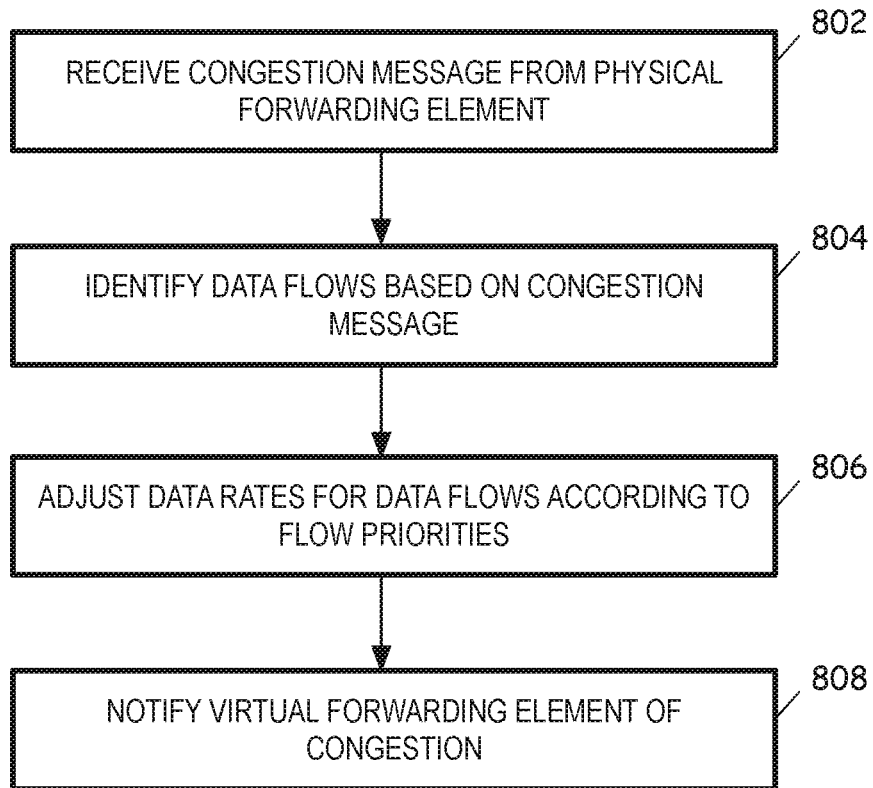 802
RECEIVE CONGESTION MESSAGE FROM PHYSICAL
FORWARDING ELEMENT
804
IDENTIFY DATA FLOWS BASED ON CONGESTION
MESSAGE
806
ADJUST DATA RATES FOR DATA FLOWS ACCORDING TO
FLOW PRIORITIES
808
NOTIFY VIRTUAL FORWARDING ELEMENT OF
CONGESTION